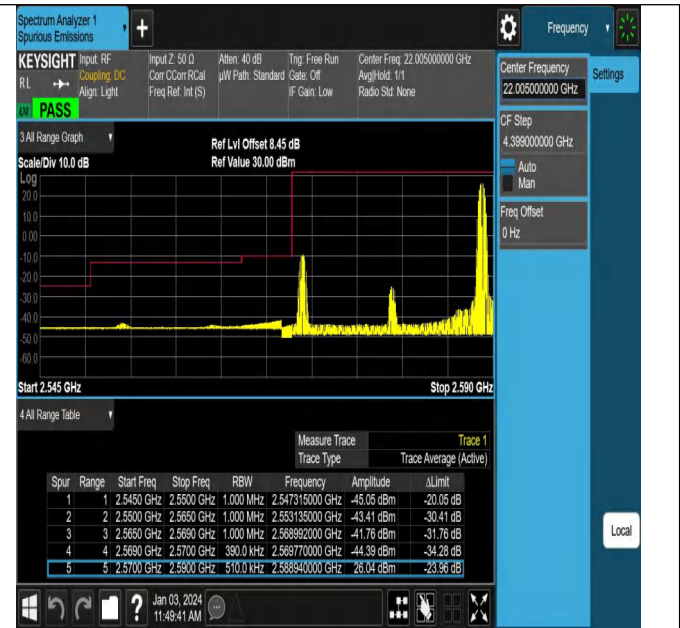 Spectrum Analyzer 1
Spurious Emissions
Frequency
KEYSIGHT
Input: RF
Coupling: DC
Align: Light
Input Z: 50 Ω
Corr CCorr RCal
Freq Ref: Int (S)
Atten: 40 dB
µW Path: Standard
Trig: Free Run
Gate: Off
IF Gain: Low
Center Freq: 22.005000000 GHz
Avg|Hold: 1/1
Radio Std: None
RL
PASS
Center Frequency
22.005000000 GHz
Settings
CF Step
4.399000000 GHz
Auto
Man
Freq Offset
0 Hz
3 All Range Graph
Scale/Div 10.0 dB
Ref Lvl Offset 8.45 dB
Ref Value 30.00 dBm
Log
20.0
10.0
0.00
-10.0
-20.0
-30.0
-40.0
-50.0
-60.0
Start 2.545 GHz
Stop 2.590 GHz
4 All Range Table
Measure Trace Trace 1
Trace Type Trace Average (Active)
Spur Range Start Freq Stop Freq RBW Frequency Amplitude ΔLimit
1 1 2.5450 GHz 2.5500 GHz 1.000 MHz 2.547315000 GHz -45.05 dBm -20.05 dB
2 2 2.5500 GHz 2.5650 GHz 1.000 MHz 2.553135000 GHz -43.41 dBm -30.41 dB
3 3 2.5650 GHz 2.5690 GHz 1.000 MHz 2.568992000 GHz -41.76 dBm -31.76 dB
4 4 2.5690 GHz 2.5700 GHz 390.0 kHz 2.569770000 GHz -44.39 dBm -34.28 dB
5 5 2.5700 GHz 2.5900 GHz 510.0 kHz 2.588940000 GHz 26.04 dBm -23.96 dB
Local
Jan 03, 2024
11:49:41 AM